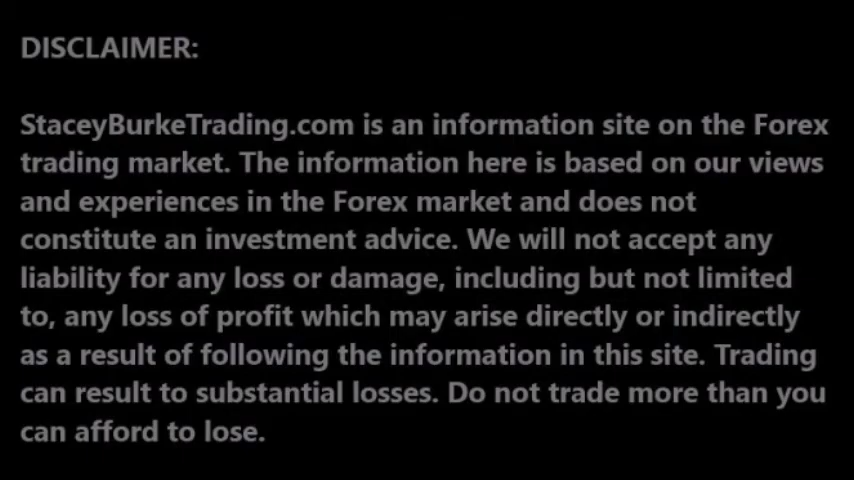 DISCLAIMER:
StaceyBurkeTrading.com is an information site on the Forex
trading market. The information here is based on our views
and experiences in the Forex market and does not
constitute an investment advice. We will not accept any
liability for any loss or damage, including but not limited
to, any loss of profit which may arise directly or indirectly
as a result of following the information in this site. Trading
can result to substantial losses. Do not trade more than you
can afford to lose.